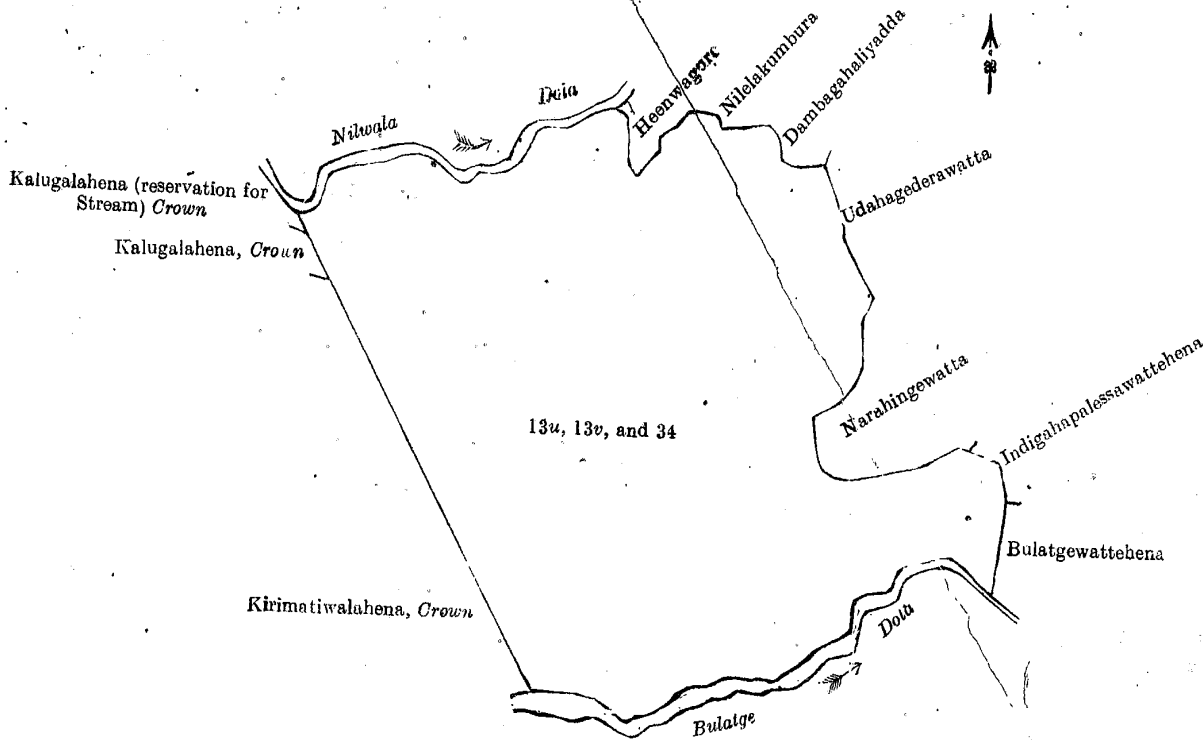 Nilwala
Dola
Heenwagure
Nilelakumbura
Dambagahaliyadda
Kalugalahena (reservation for
Stream) Crown
Kalugalahena, Crown
Udahagederawatta
Narahingewatta
Indigahapalessawattehena
13u, 13v, and 34
Bulatgewattehena
Kirimatiwalahena, Crown
Bulatge
Dola